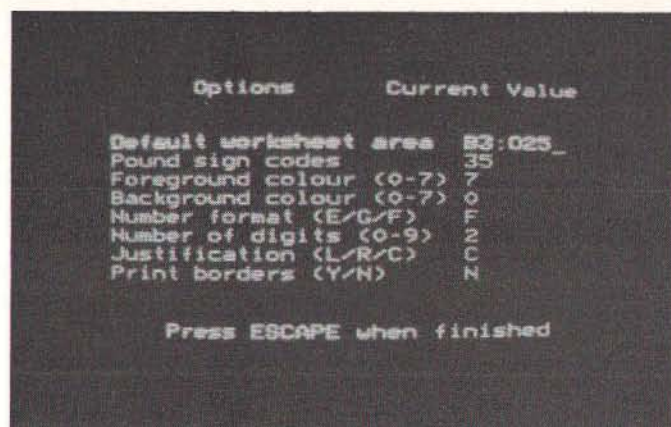 Options Current Value
Default worksheet area B3:O25_
Pound sign codes 35
Foreground colour (0-7) 7
Background colour (0-7) 0
Number format (E/G/F) F
Number of digits (0-9) 2
Justification (L/R/C) C
Print borders (Y/N) N
Press ESCAPE when finished